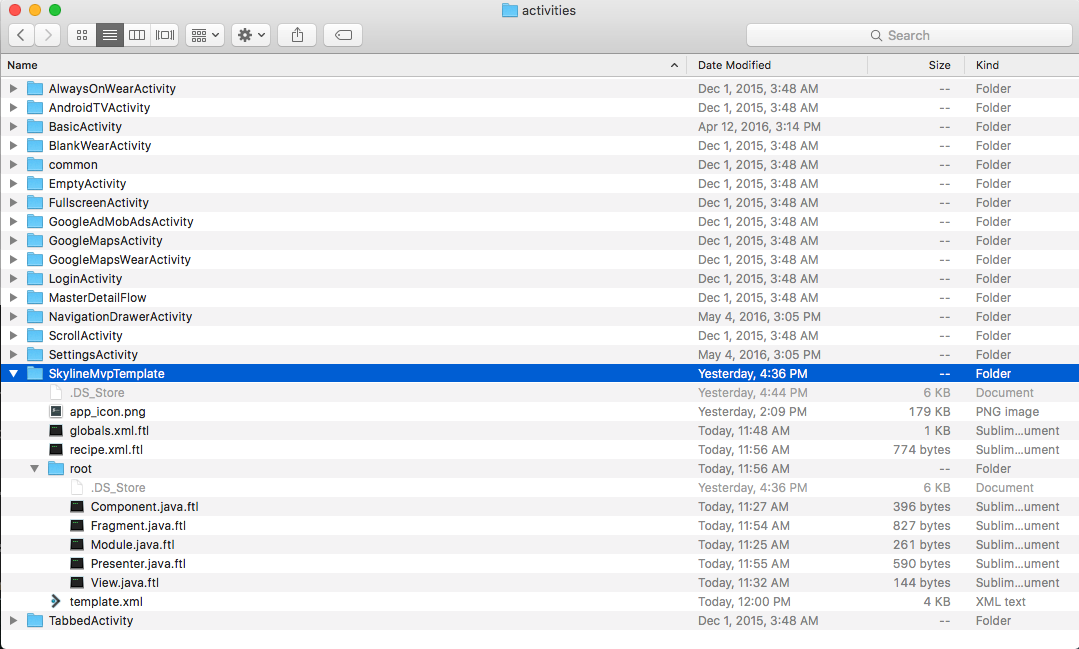 activities
Search
Name Date Modified Size Kind
AlwaysOnWearActivity Dec 1, 2015, 3:48 AM -- Folder
AndroidTVActivity Dec 1, 2015, 3:48 AM -- Folder
BasicActivity Apr 12, 2016, 3:14 PM -- Folder
BlankWearActivity Dec 1, 2015, 3:48 AM -- Folder
common Dec 1, 2015, 3:48 AM -- Folder
EmptyActivity Dec 1, 2015, 3:48 AM -- Folder
FullscreenActivity Dec 1, 2015, 3:48 AM -- Folder
GoogleAdMobAdsActivity Dec 1, 2015, 3:48 AM -- Folder
GoogleMapsActivity Dec 1, 2015, 3:48 AM -- Folder
GoogleMapsWearActivity Dec 1, 2015, 3:48 AM -- Folder
LoginActivity Dec 1, 2015, 3:48 AM -- Folder
MasterDetailFlow Dec 1, 2015, 3:48 AM -- Folder
NavigationDrawerActivity May 4, 2016, 3:05 PM -- Folder
ScrollActivity Dec 1, 2015, 3:48 AM -- Folder
SettingsActivity May 4, 2016, 3:05 PM -- Folder
SkylineMvpTemplate Yesterday, 4:36 PM -- Folder
.DS_Store Yesterday, 4:44 PM 6 KB Document
app_icon.png Yesterday, 2:09 PM 179 KB PNG image
globals.xml.ftl Today, 11:48 AM 1 KB Sublim...ument
recipe.xml.ftl Today, 11:56 AM 774 bytes Sublim...ument
root Today, 11:56 AM -- Folder
.DS_Store Yesterday, 4:36 PM 6 KB Document
Component.java.ftl Today, 11:27 AM 396 bytes Sublim...ument
Fragment.java.ftl Today, 11:54 AM 827 bytes Sublim...ument
Module.java.ftl Today, 11:25 AM 261 bytes Sublim...ument
Presenter.java.ftl Today, 11:55 AM 590 bytes Sublim...ument
View.java.ftl Today, 11:32 AM 144 bytes Sublim...ument
template.xml Today, 12:00 PM 4 KB XML text
TabbedActivity Dec 1, 2015, 3:48 AM -- Folder